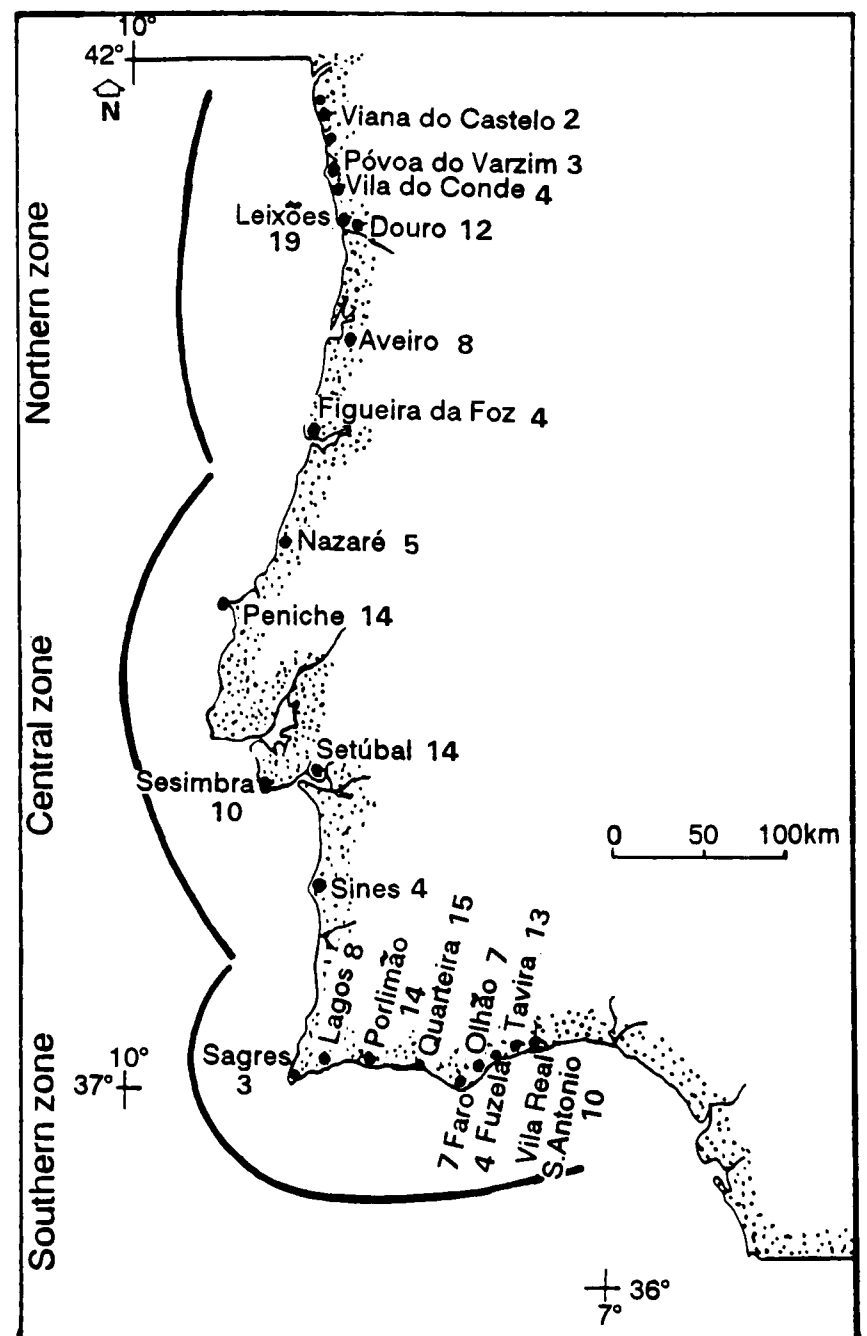 10°
42°
N
Viana do Castelo 2
Póvoa do Varzim 3
Vila do Conde 4
Leixões
19
Douro 12
Aveiro 8
Figueira da Foz 4
Nazaré 5
Peniche 14
Setúbal 14
Sesimbra
10
0 50 100km
Sines 4
Lagos 8
Porlimão
14
Quarteira 15
Olhão 7
Tavira 13
Sagres
3
7 Faro
4 Fuzela
Vila Real
S. Antonio
10
10°
37°
36°
7°
Northern zone
Central zone
Southern zone